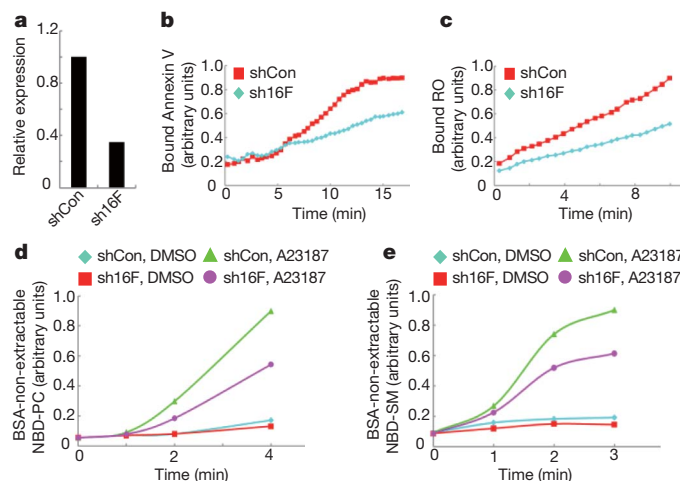 a
Relative expression
1.2
0.8
0.4
0
shCon
sh16F
b
Bound Annexin V
(arbitrary units)
1.0
0.8
0.6
0.4
0.2
0
shCon
sh16F
0
5
10
15
Time (min)
c
Bound RO
(arbitrary units)
1.0
0.8
0.6
0.4
0.2
0
shCon
sh16F
0
4
8
Time (min)
d
shCon, DMSO
shCon, A23187
sh16F, DMSO
sh16F, A23187
BSA-non-extractable
NBD-PC (arbitrary units)
1.0
0.8
0.6
0.4
0.2
0
0
1
2
4
Time (min)
e
shCon, DMSO
shCon, A23187
sh16F, DMSO
sh16F, A23187
BSA-non-extractable
NBD-SM (arbitrary units)
1.0
0.8
0.6
0.4
0.2
0
0
1
2
3
Time (min)